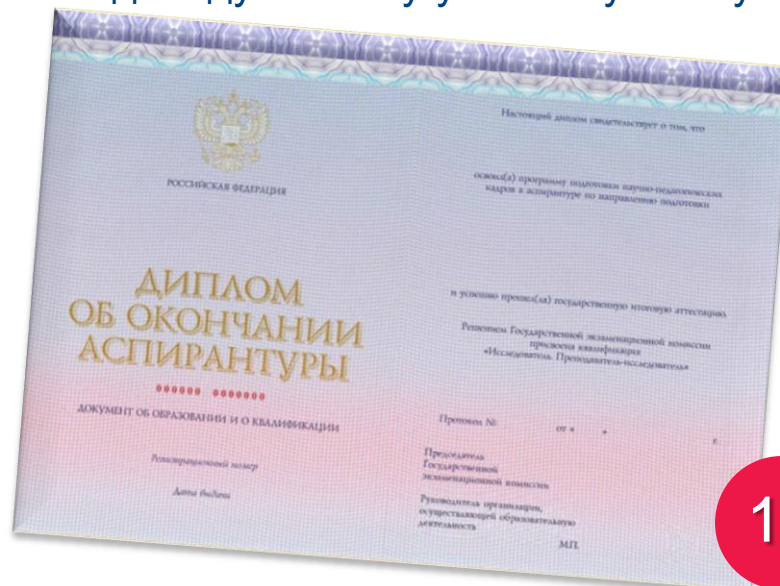 РОССИЙСКАЯ ФЕДЕРАЦИЯ
ДИПЛОМ
ОБ ОКОНЧАНИИ
АСПИРАНТУРЫ
000000 0000000
ДОКУМЕНТ ОБ ОБРАЗОВАНИИ И О КВАЛИФИКАЦИИ
Регистрационный номер
Дата выдачи
Настоящий диплом свидетельствует о том, что
освоил(а) программу подготовки научно-педагогических
кадров в аспирантуре по направлению подготовки
и успешно прошел(ла) государственную итоговую аттестацию
Решением Государственной экзаменационной комиссии
присвоена квалификация
«Исследователь. Преподаватель-исследователь»
Протокол № от « » г.
Председатель
Государственной
экзаменационной комиссии
Руководитель организации,
осуществляющей образовательную
деятельность
М.П.
1